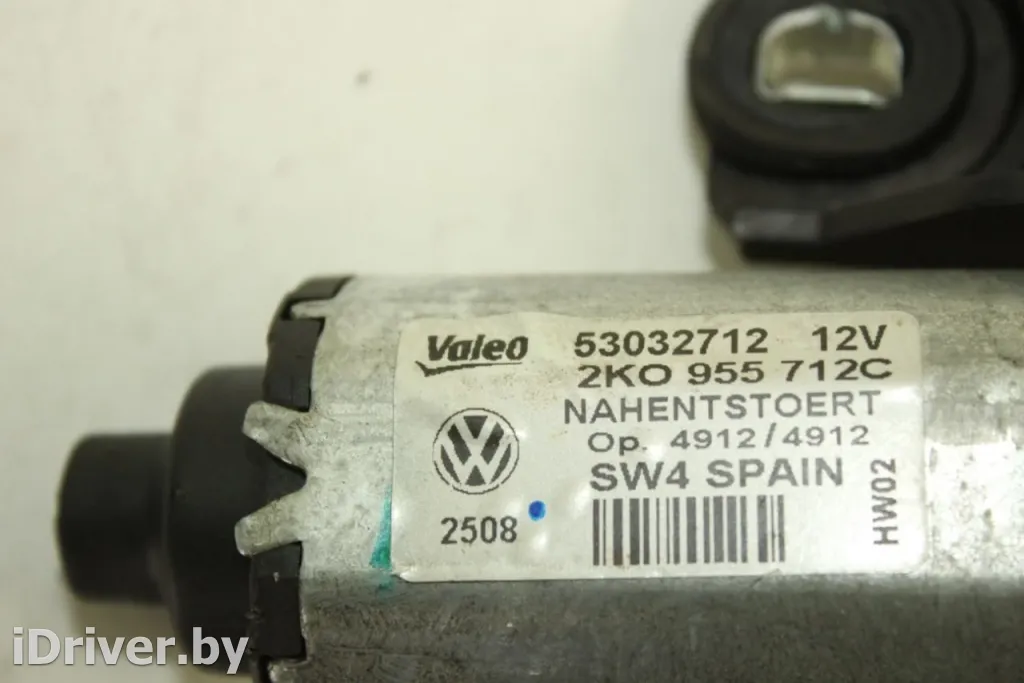 Valeo 53032712 12V
2KO 955 712C
NAHENTSTOERT
Op. 4912/4912
SW4 SPAIN
HW02
2508
iDriver.by